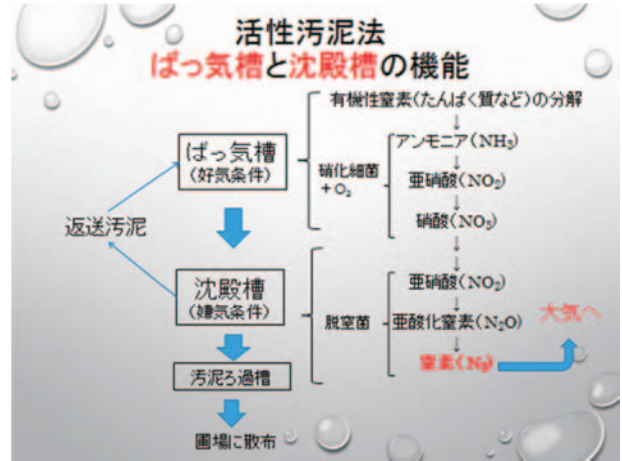 活性汚泥法
ばっ気槽と沈殿槽の機能
有機性窒素(たんぱく質など)の分解
ばっ気槽
(好気条件)
硝化細菌
+O₂
アンモニア(NH₃)
亜硝酸(NO₂)
硝酸(NO₃)
返送汚泥
沈殿槽
(嫌気条件)
脱窒菌
亜硝酸(NO₂)
亜酸化窒素(N₂O)
窒素(N₂)
大気へ
汚泥ろ過槽
圃場に散布